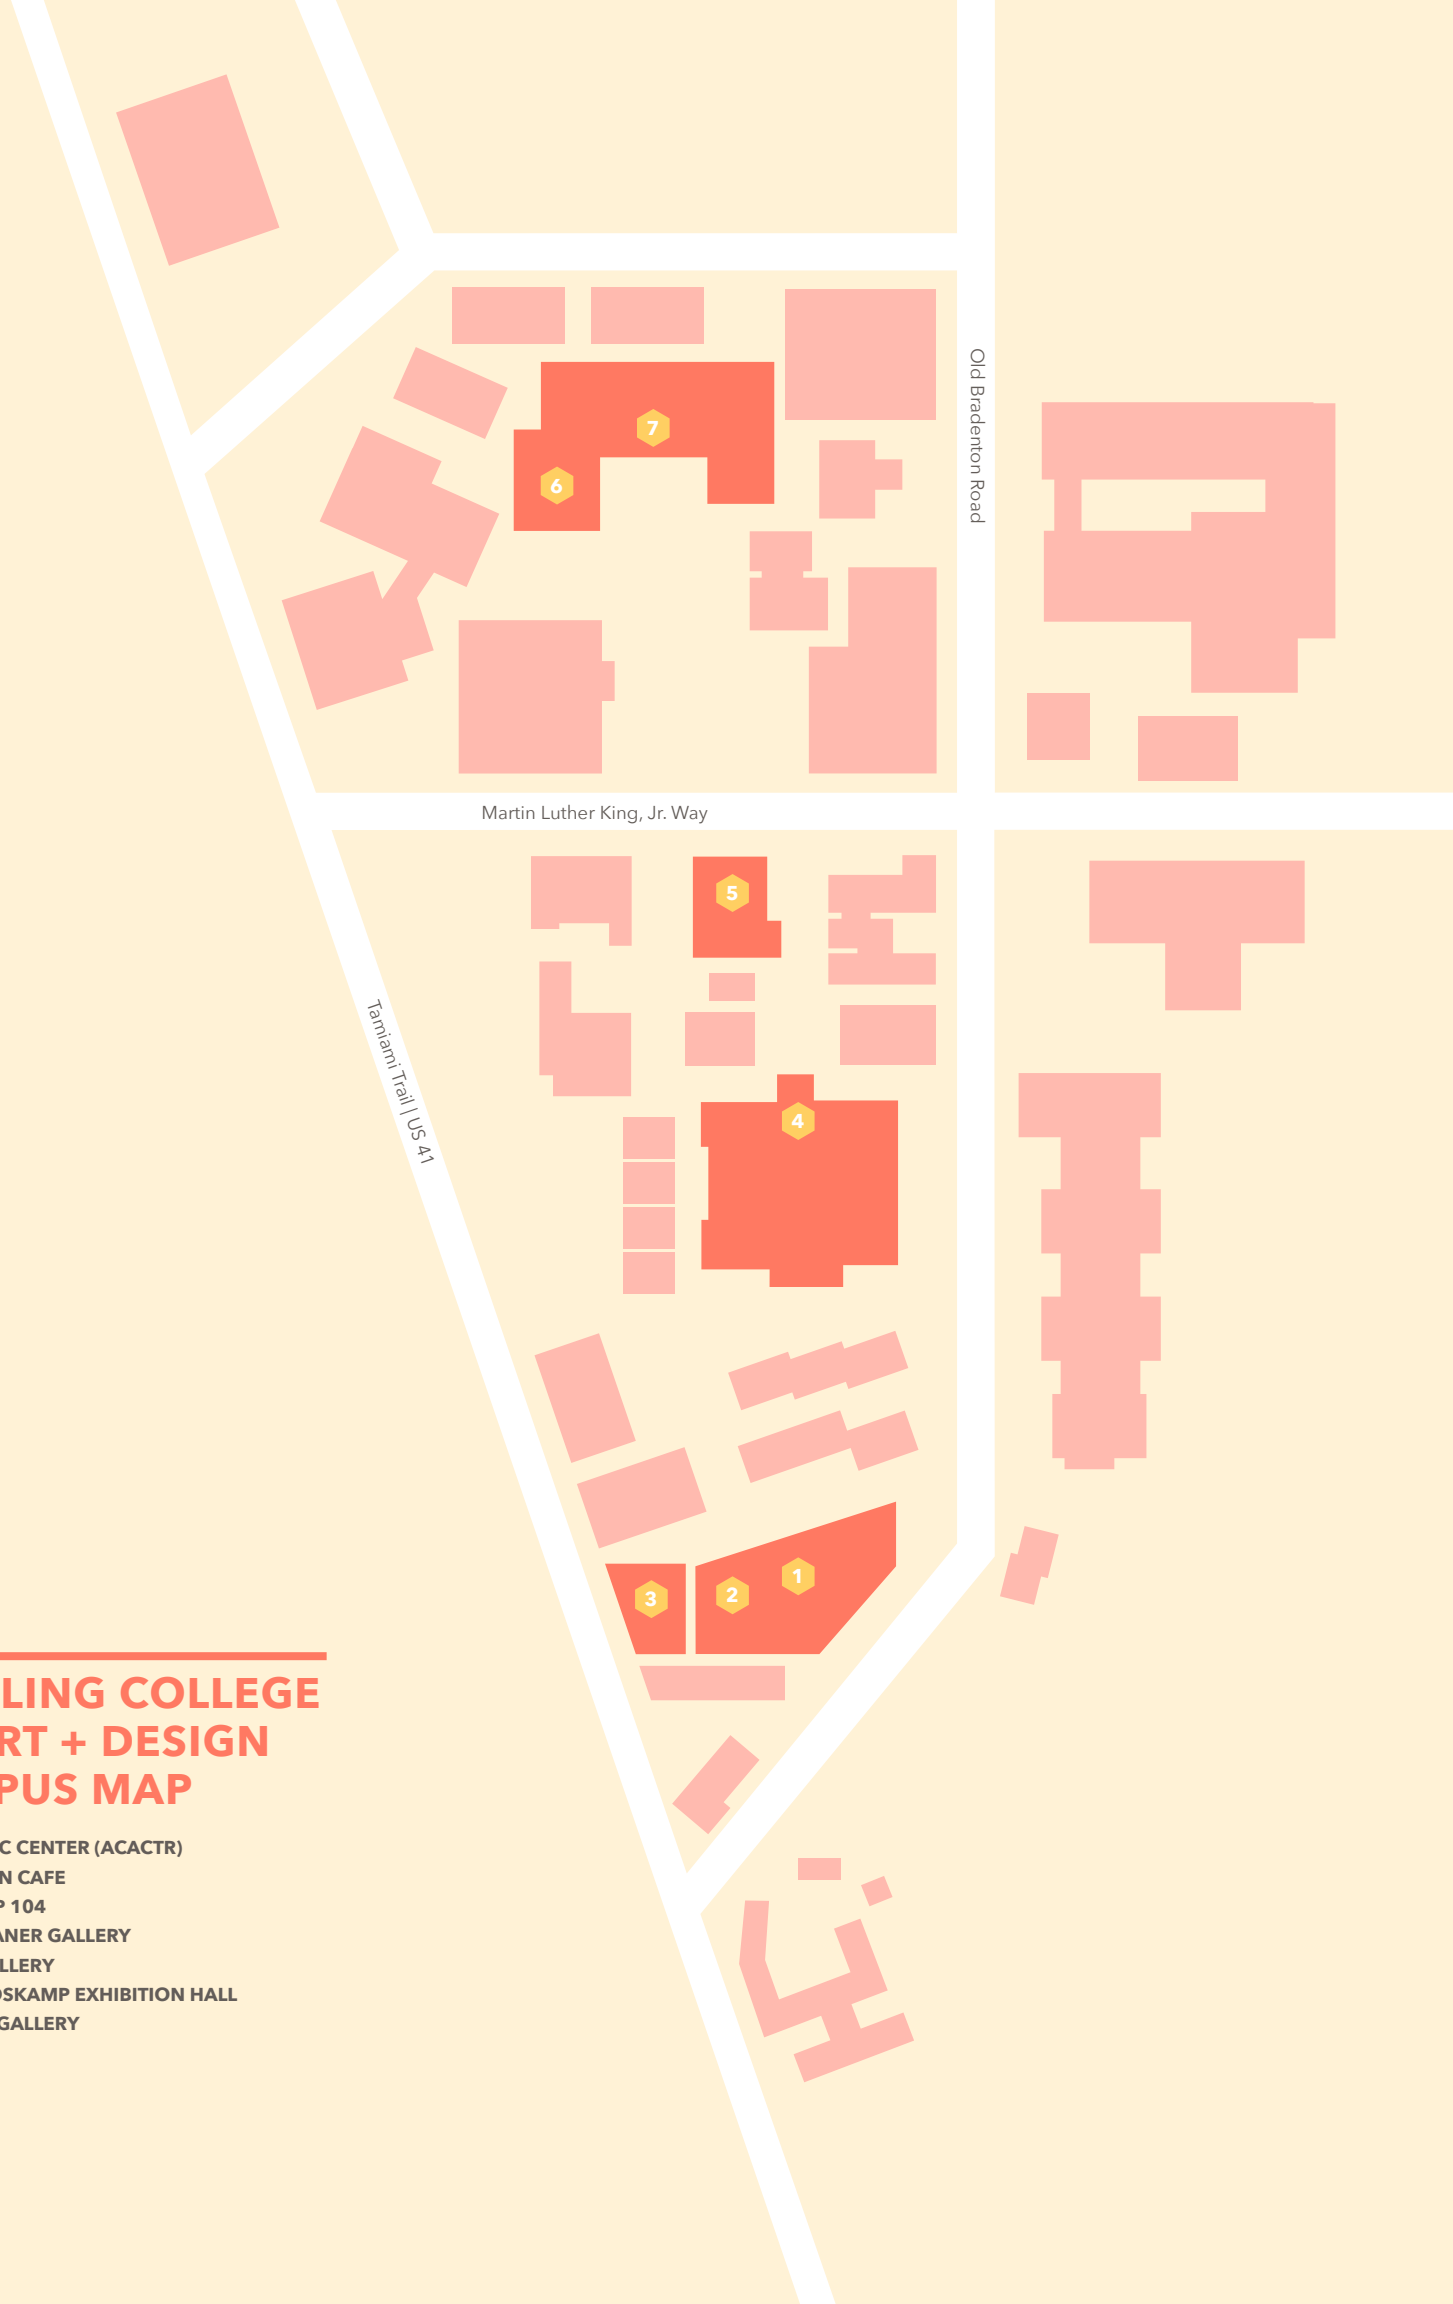 7
6
Old Bradenton Road
Martin Luther King, Jr. Way
5
Tamiami Trail | US 41
4
1
2
3
LING COLLEGE
RT + DESIGN
PUS MAP
C CENTER (ACACTR)
N CAFE
P 104
ANER GALLERY
LLERY
OSKAMP EXHIBITION HALL
GALLERY